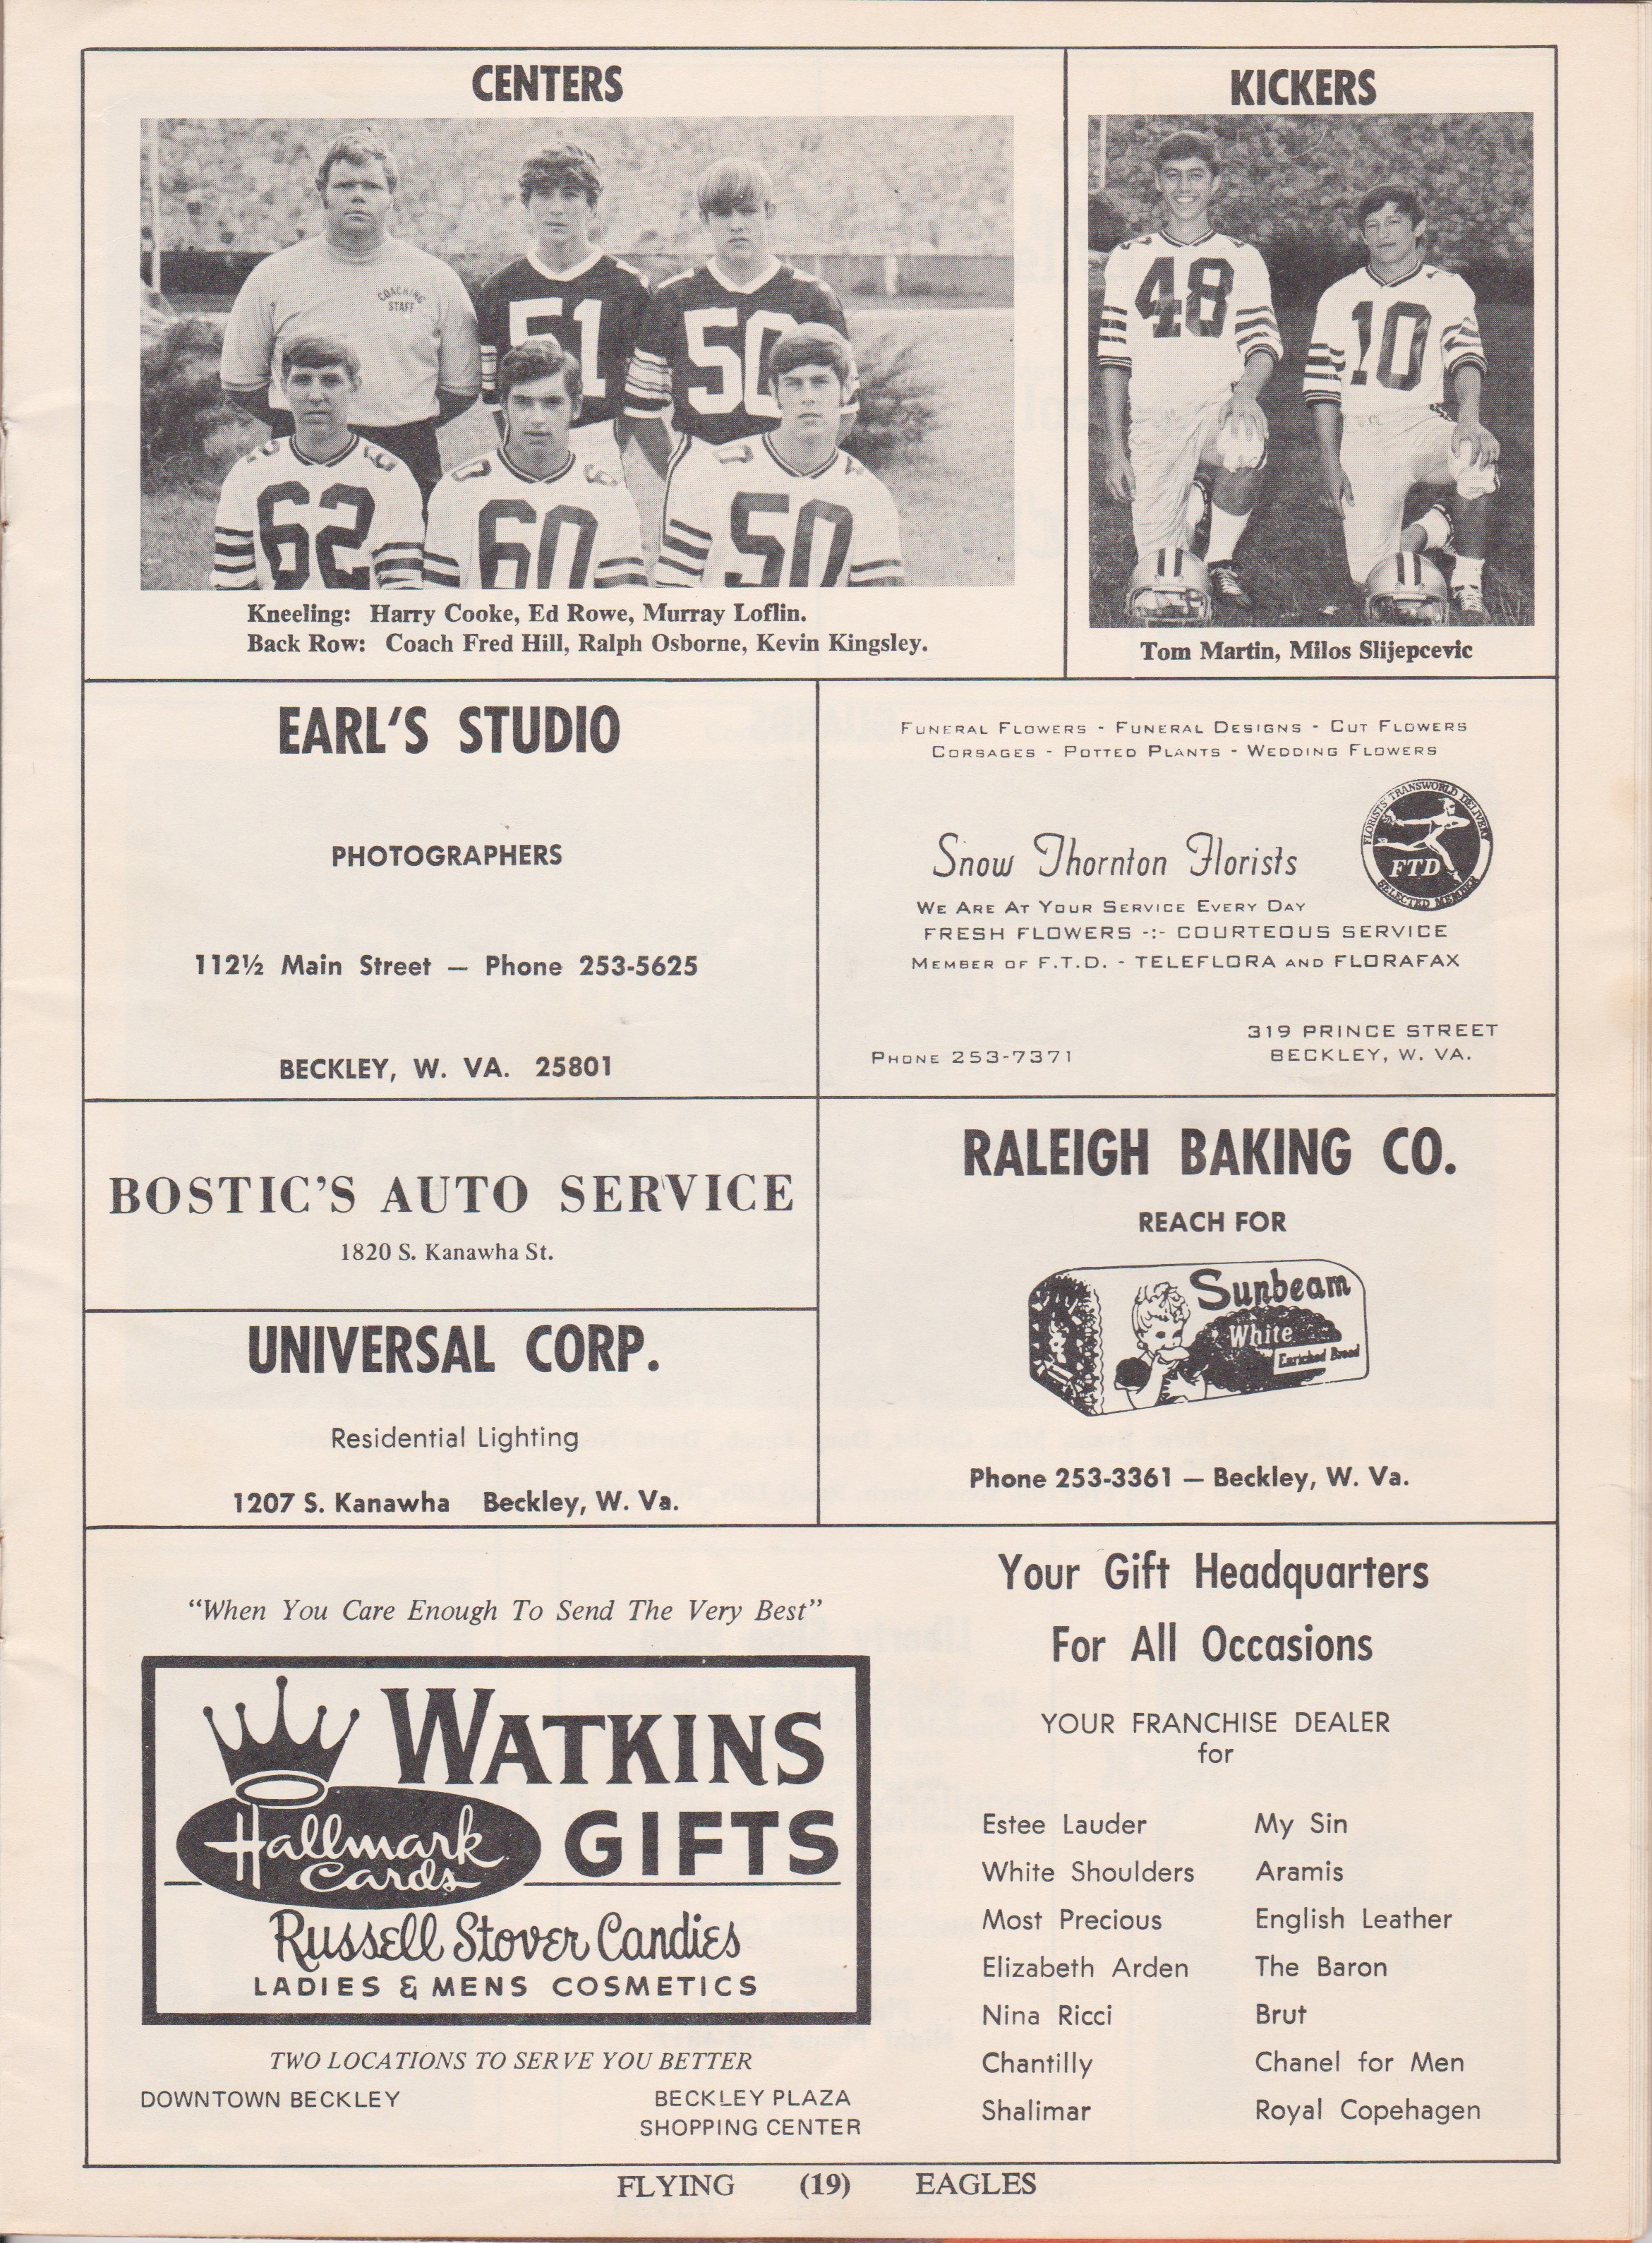 CENTERS
COACHING
STAFF
51
50
62
60
50
Kneeling: Harry Cooke, Ed Rowe, Murray Loflin.
Back Row: Coach Fred Hill, Ralph Osborne, Kevin Kingsley.
KICKERS
48
10
Tom Martin, Milos Slijepcevic
EARL'S STUDIO
PHOTOGRAPHERS
112½ Main Street — Phone 253-5625
BECKLEY, W. VA. 25801
FUNERAL FLOWERS - FUNERAL DESIGNS - CUT FLOWERS
CORSAGES - POTTED PLANTS - WEDDING FLOWERS
FLORISTS' TRANSWORLD DELIVERY
FTD
SELECTED MEMBER
Snow Thornton Florists
WE ARE AT YOUR SERVICE EVERY DAY
FRESH FLOWERS -:- COURTEOUS SERVICE
MEMBER OF F.T.D. - TELEFLORA AND FLORAFAX
319 PRINCE STREET
PHONE 253-7371
BECKLEY, W. VA.
BOSTIC'S AUTO SERVICE
1820 S. Kanawha St.
UNIVERSAL CORP.
Residential Lighting
1207 S. Kanawha Beckley, W. Va.
RALEIGH BAKING CO.
REACH FOR
Sunbeam
White
Enriched Bread
Phone 253-3361 — Beckley, W. Va.
"When You Care Enough To Send The Very Best"
WATKINS
Hallmark
Cards
GIFTS
Russell Stover Candies
LADIES & MENS COSMETICS
TWO LOCATIONS TO SERVE YOU BETTER
DOWNTOWN BECKLEY
BECKLEY PLAZA
SHOPPING CENTER
Your Gift Headquarters
For All Occasions
YOUR FRANCHISE DEALER
for
Estee Lauder
White Shoulders
Most Precious
Elizabeth Arden
Nina Ricci
Chantilly
Shalimar
My Sin
Aramis
English Leather
The Baron
Brut
Chanel for Men
Royal Copehagen
FLYING (19) EAGLES